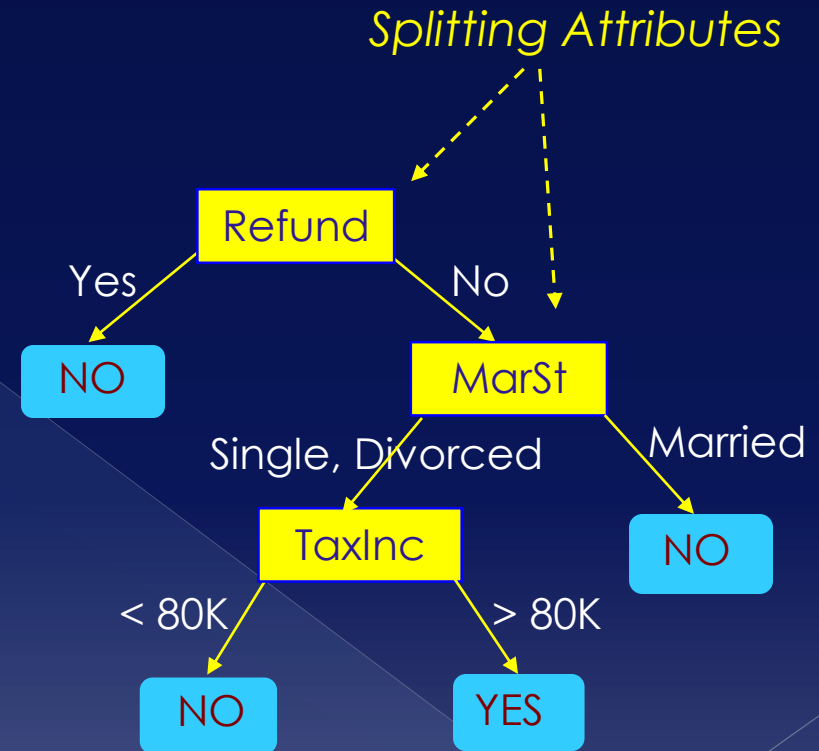 Splitting Attributes
Refund
Yes
No
NO
MarSt
Single, Divorced
Married
TaxInc
NO
< 80K
> 80K
NO
YES